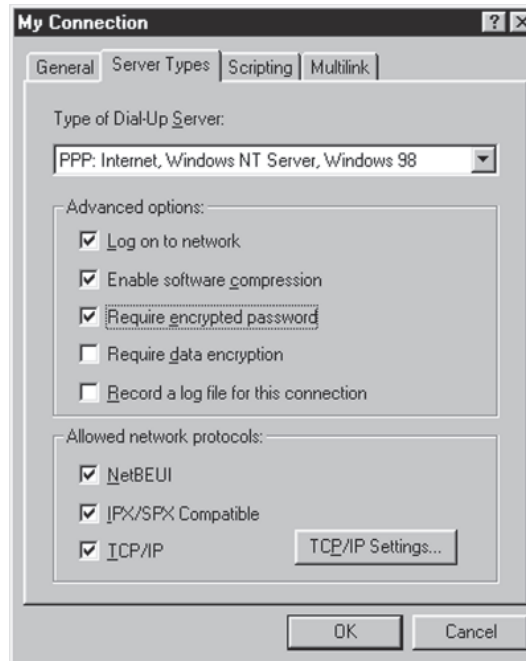 My Connection
General Server Types Scripting Multilink
Type of Dial-Up Server:
PPP: Internet, Windows NT Server, Windows 98
Advanced options:
Log on to network
Enable software compression
Require encrypted password
Require data encryption
Record a log file for this connection
Allowed network protocols:
NetBEUI
IPX/SPX Compatible
TCP/IP TCP/IP Settings...
OK Cancel